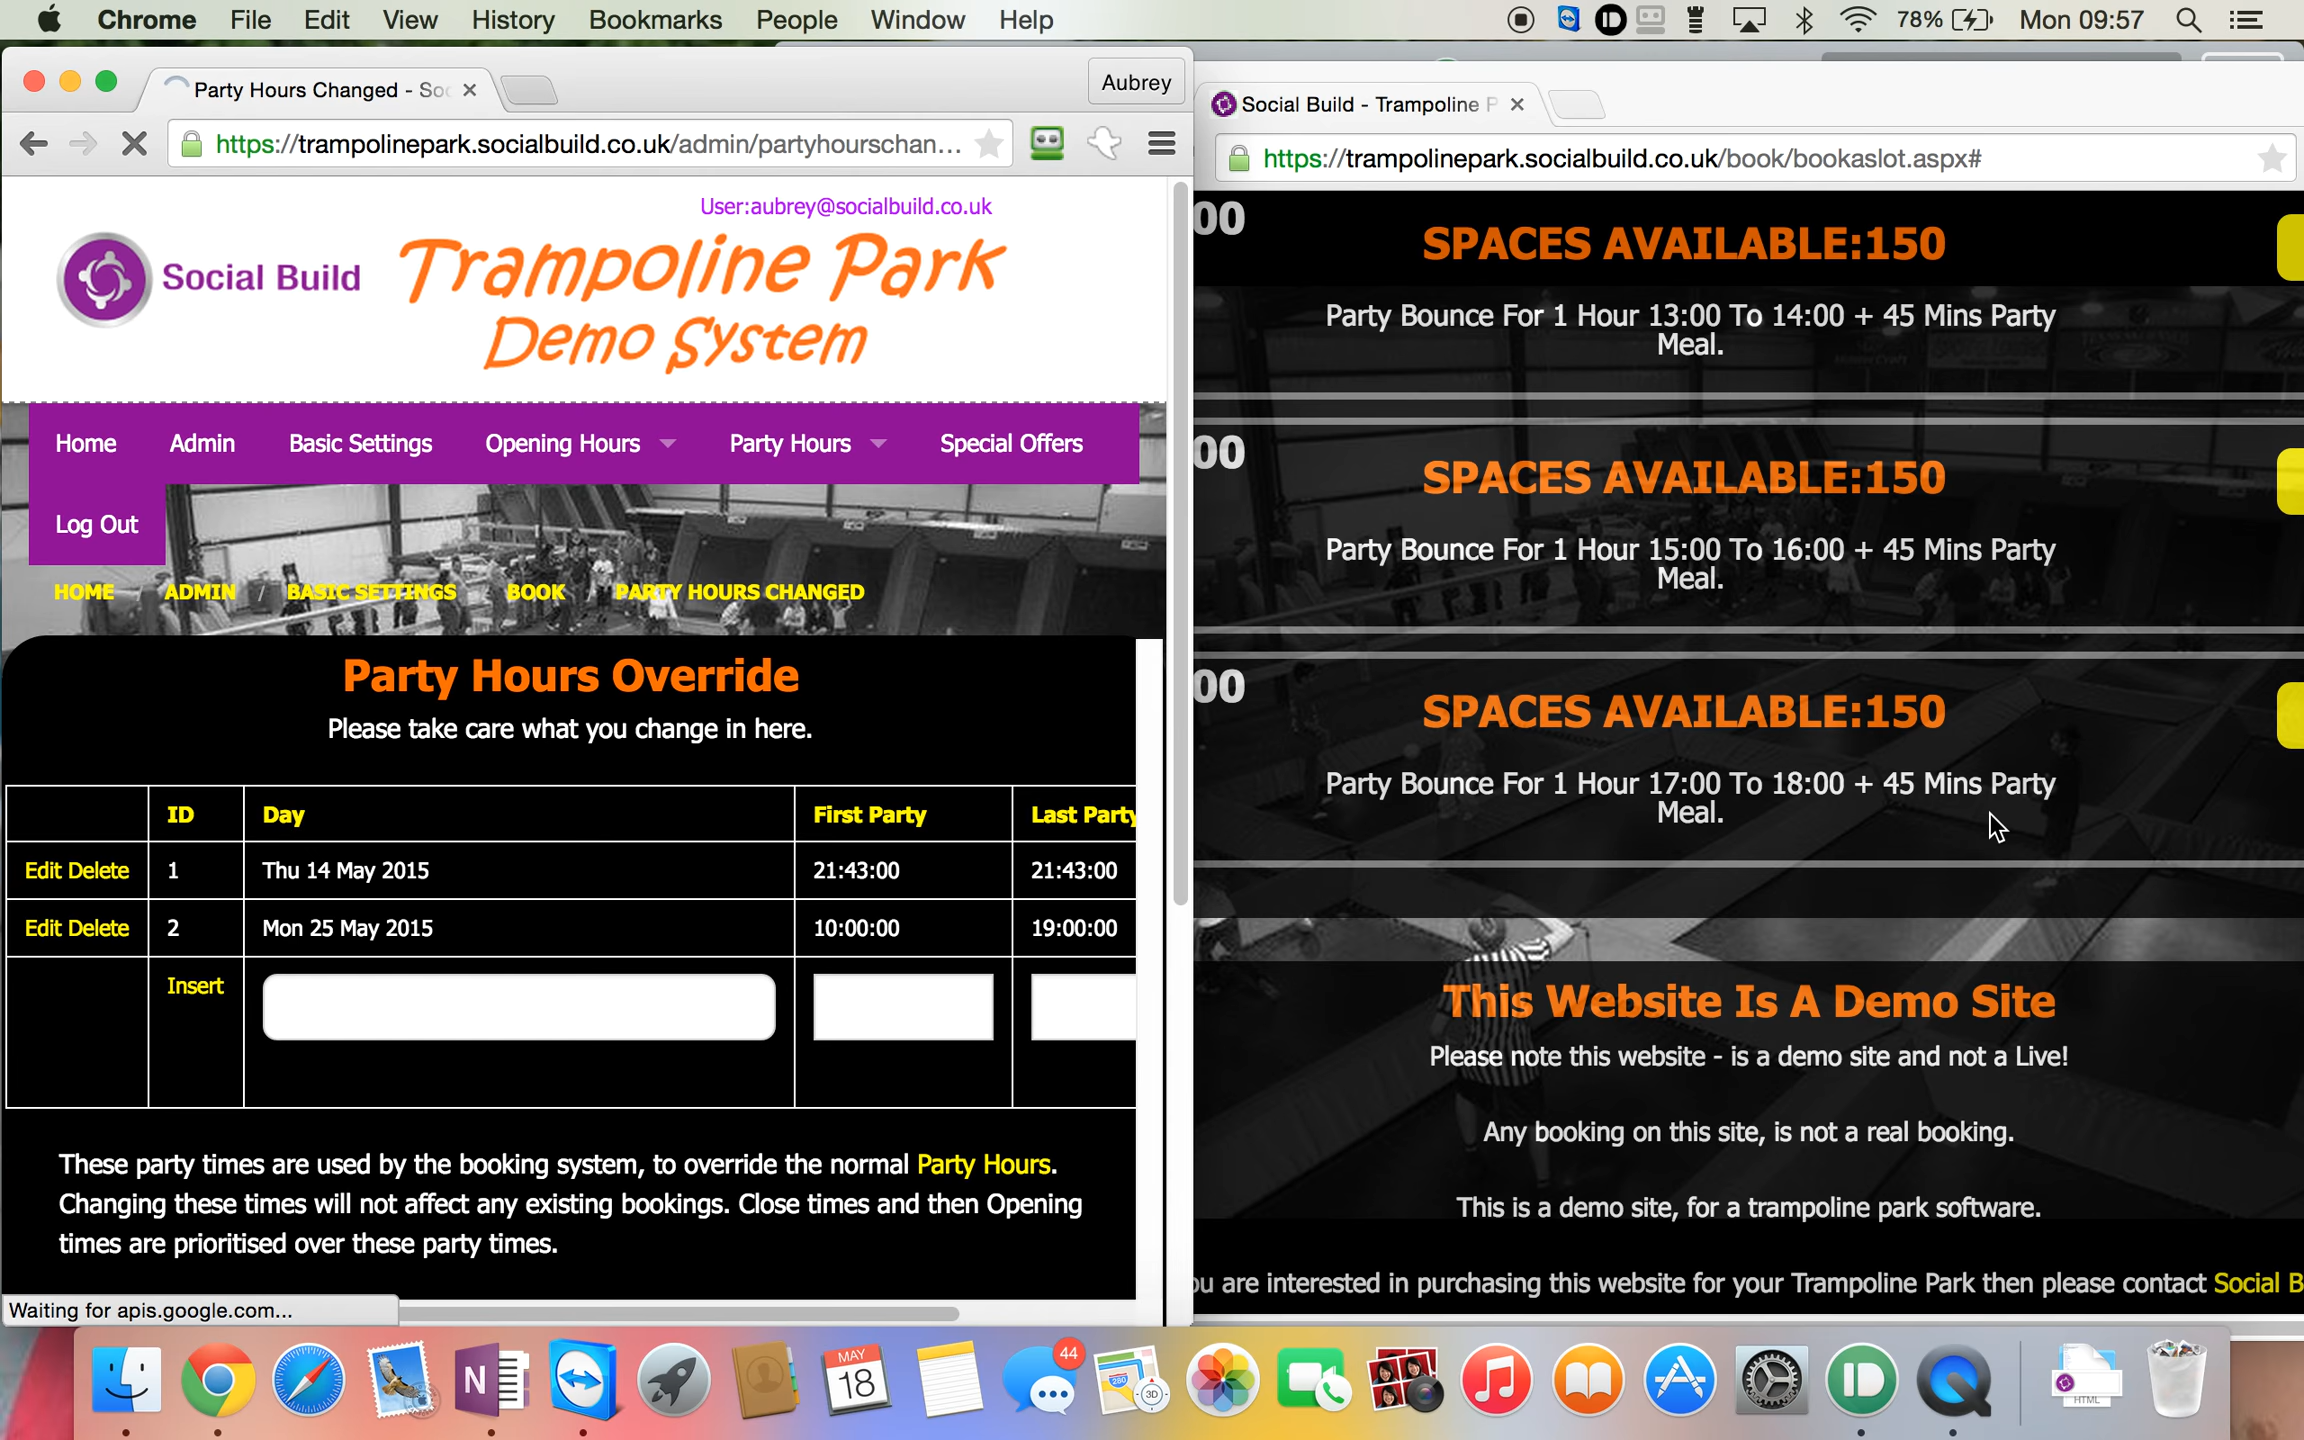 Chrome File Edit View History Bookmarks People Window Help 78% Mon 09:57
Party Hours Changed - Soc
Aubrey
https://trampolinepark.socialbuild.co.uk/admin/partyhourschan...
User:aubrey@socialbuild.co.uk
Social Build
Trampoline Park
Demo System
Home Admin Basic Settings Opening Hours Party Hours Special Offers
Log Out
HOME / ADMIN / BASIC SETTINGS / BOOK / PARTY HOURS CHANGED
Party Hours Override
Please take care what you change in here.
ID Day First Party Last Party
Edit Delete 1 Thu 14 May 2015 21:43:00 21:43:00
Edit Delete 2 Mon 25 May 2015 10:00:00 19:00:00
Insert
These party times are used by the booking system, to override the normal Party Hours.
Changing these times will not affect any existing bookings. Close times and then Opening
times are prioritised over these party times.
Waiting for apis.google.com...
Social Build - Trampoline P
https://trampolinepark.socialbuild.co.uk/book/bookaslot.aspx#
00
SPACES AVAILABLE:150
Party Bounce For 1 Hour 13:00 To 14:00 + 45 Mins Party
Meal.
00
SPACES AVAILABLE:150
Party Bounce For 1 Hour 15:00 To 16:00 + 45 Mins Party
Meal.
00
SPACES AVAILABLE:150
Party Bounce For 1 Hour 17:00 To 18:00 + 45 Mins Party
Meal.
This Website Is A Demo Site
Please note this website - is a demo site and not a Live!
Any booking on this site, is not a real booking.
This is a demo site, for a trampoline park software.
ou are interested in purchasing this website for your Trampoline Park then please contact Social B
N
MAY
18
44
280
3D
HTML